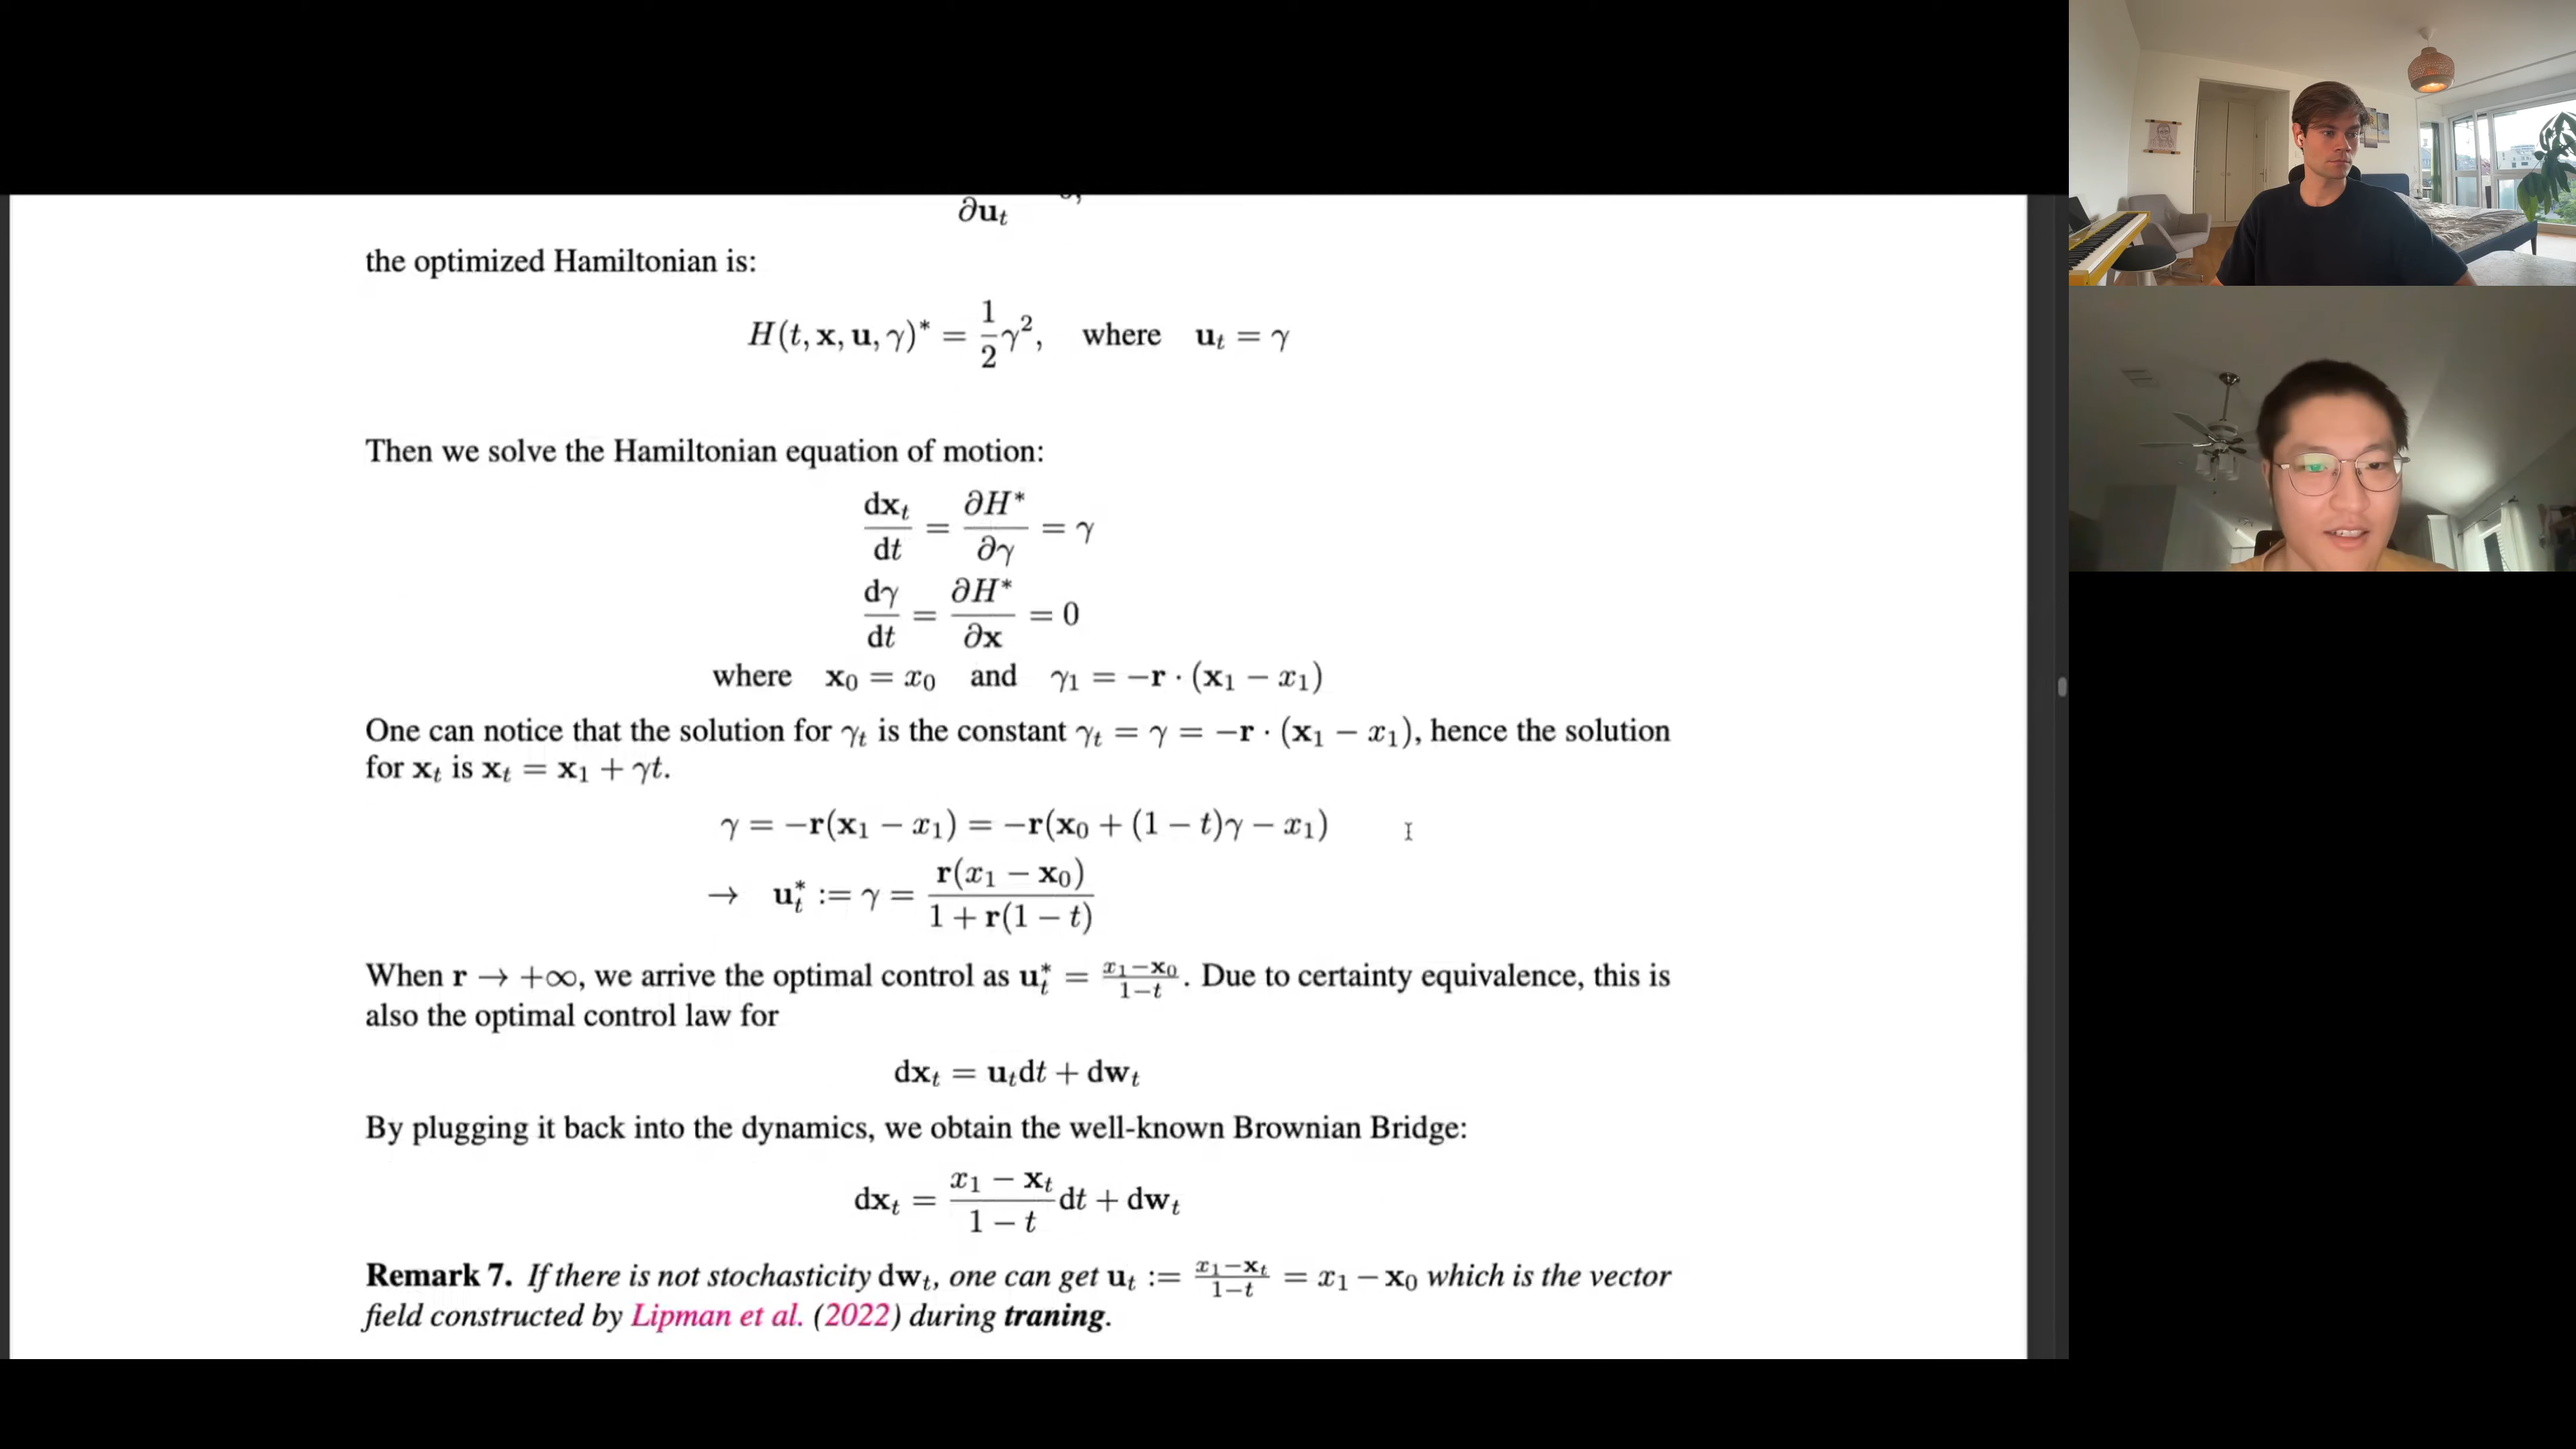 ∂u_t
the optimized Hamiltonian is:
H(t, x, u, γ)* = 1/2 γ², where u_t = γ
Then we solve the Hamiltonian equation of motion:
dx_t/dt = ∂H*/∂γ = γ
dγ/dt = ∂H*/∂x = 0
where x_0 = x_0 and γ_1 = −r · (x_1 − x_1)
One can notice that the solution for γ_t is the constant γ_t = γ = −r · (x_1 − x_1), hence the solution
for x_t is x_t = x_1 + γt.
γ = −r(x_1 − x_1) = −r(x_0 + (1 − t)γ − x_1)
→ u_t* := γ = r(x_1 − x_0) / 1 + r(1 − t)
When r → +∞, we arrive the optimal control as u_t* = x_1−x_0 / 1−t. Due to certainty equivalence, this is
also the optimal control law for
dx_t = u_t dt + dw_t
By plugging it back into the dynamics, we obtain the well-known Brownian Bridge:
dx_t = x_1 − x_t / 1 − t dt + dw_t
Remark 7. If there is not stochasticity dw_t, one can get u_t := x_1−x_t / 1−t = x_1 − x_0 which is the vector
field constructed by Lipman et al. (2022) during traning.